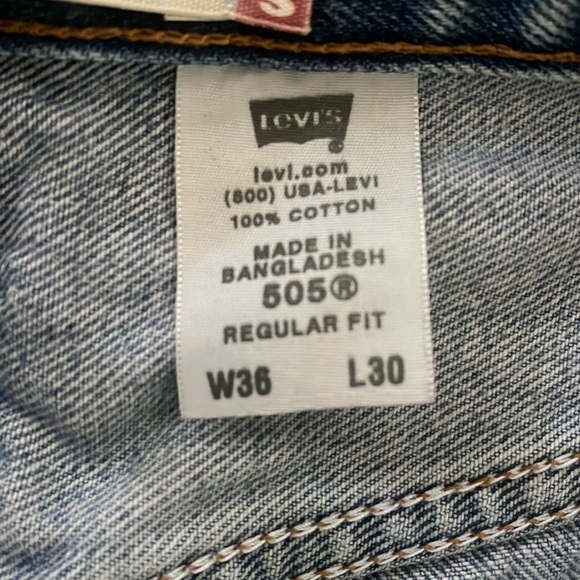 S
LEVI'S
levi.com
(800) USA-LEVI
100% COTTON
MADE IN
BANGLADESH
505®
REGULAR FIT
W36 L30